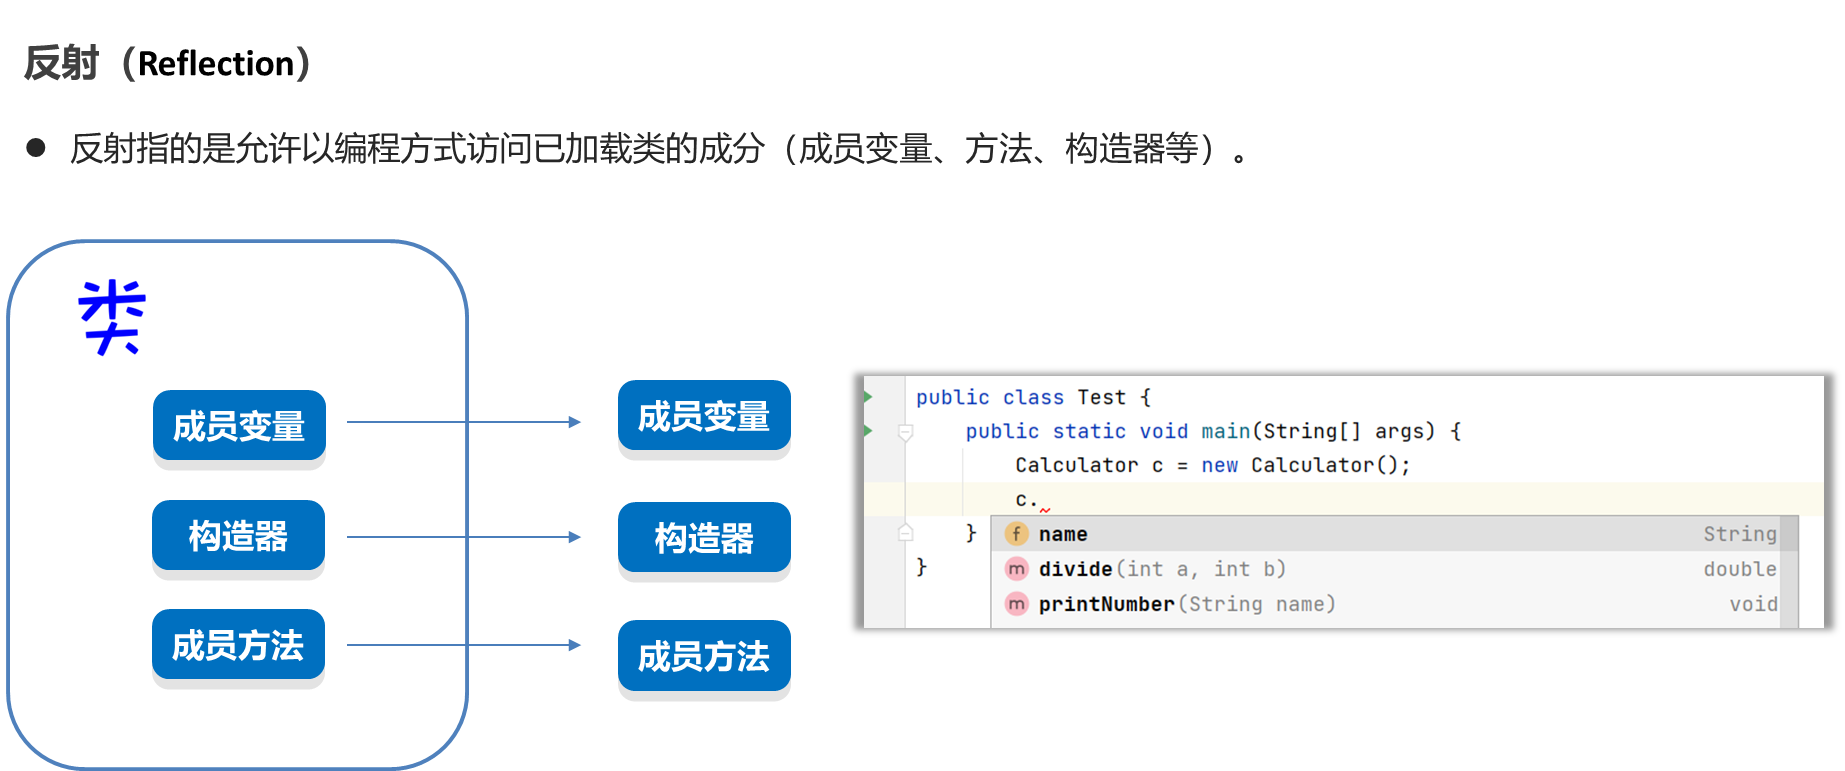 反射（Reflection）
● 反射指的是允许以编程方式访问已加载类的成分（成员变量、方法、构造器等）。
类
成员变量
构造器
成员方法
成员变量
构造器
成员方法
public class Test {
public static void main(String[] args) {
Calculator c = new Calculator();
c.
}
}
f name String
m divide(int a, int b) double
m printNumber(String name) void